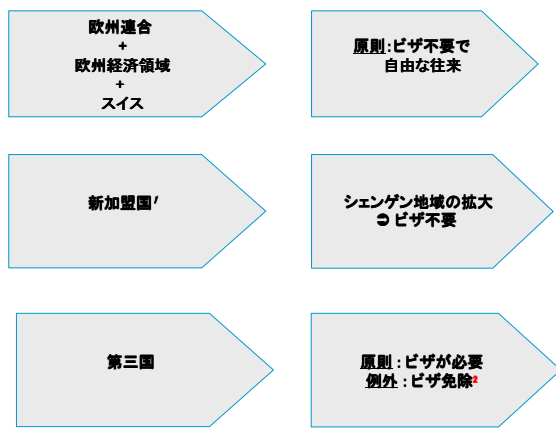 欧州連合
+
欧州経済領域
+
スイス
原則:ビザ不要で
自由な往来
新加盟国1
シェンゲン地域の拡大
➲ ビザ不要
第三国
原則 : ビザが必要
例外 : ビザ免除2